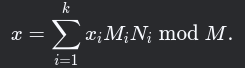 x = \sum_{i=1}^{k} x_i M_i N_i \bmod M.